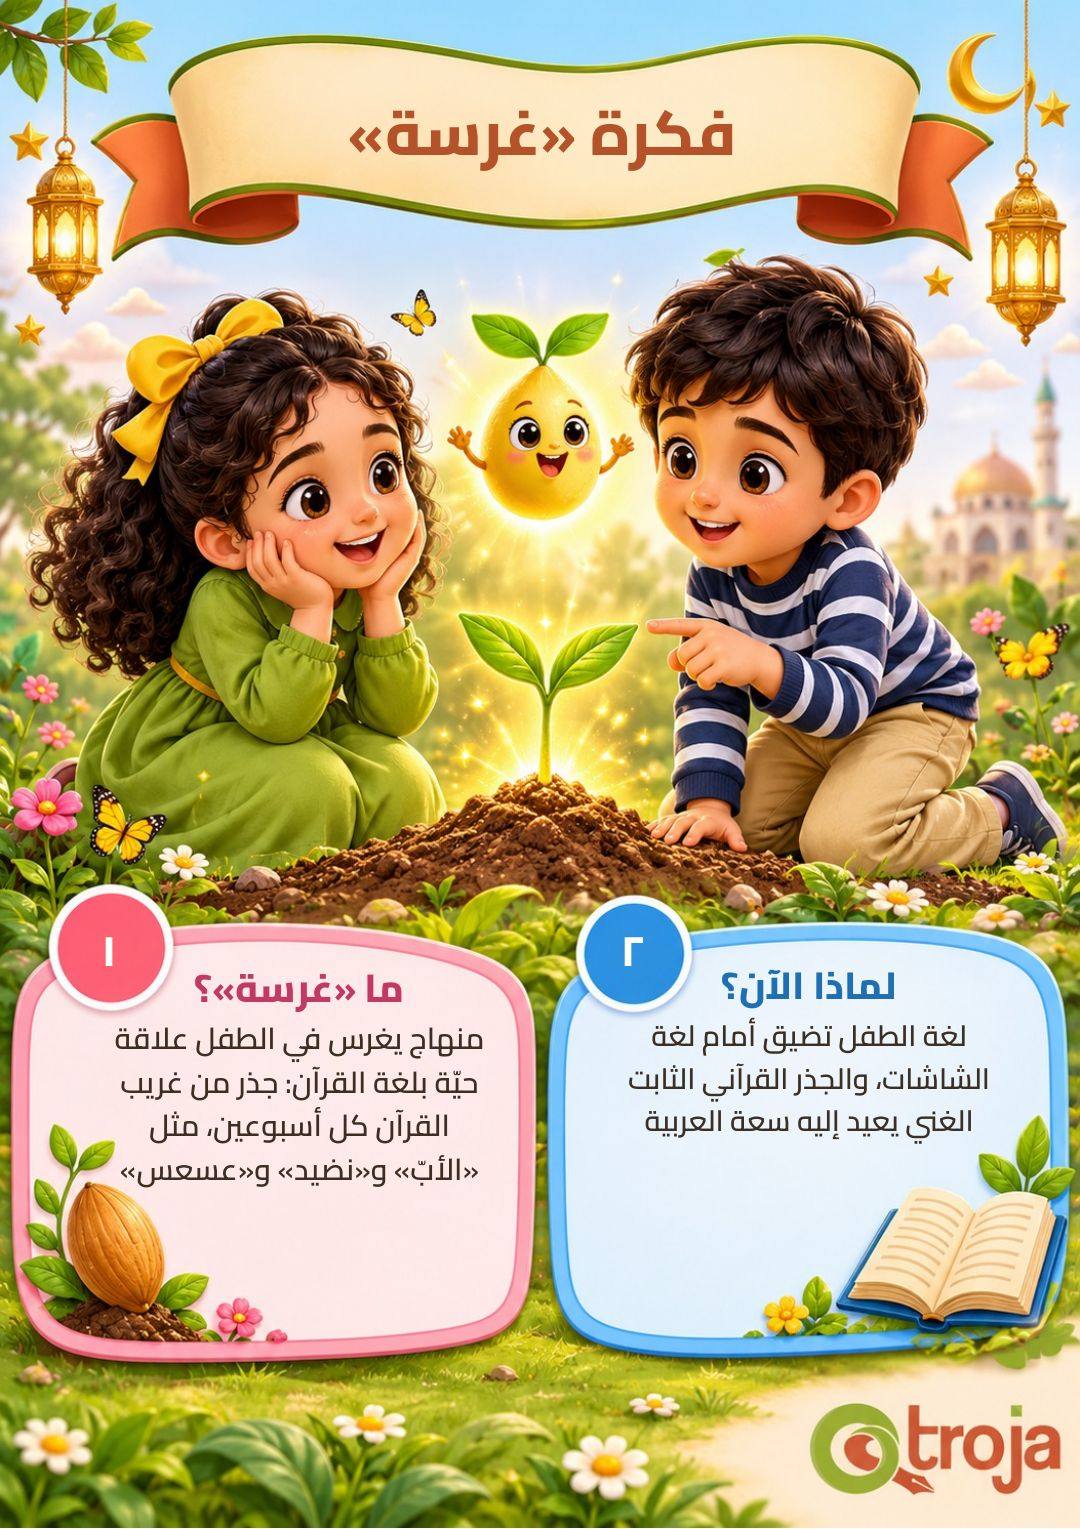 فكرة «غرسة»
١
ما «غرسة»؟
منهاج يغرس في الطفل علاقة
حيّة بلغة القرآن: جذر من غريب
القرآن كل أسبوعين، مثل
«الأبّ» و«نضيد» و«عسعس»
٢
لماذا الآن؟
لغة الطفل تضيق أمام لغة
الشاشات، والجذر القرآني الثابت
الغني يعيد إليه سعة العربية
troja